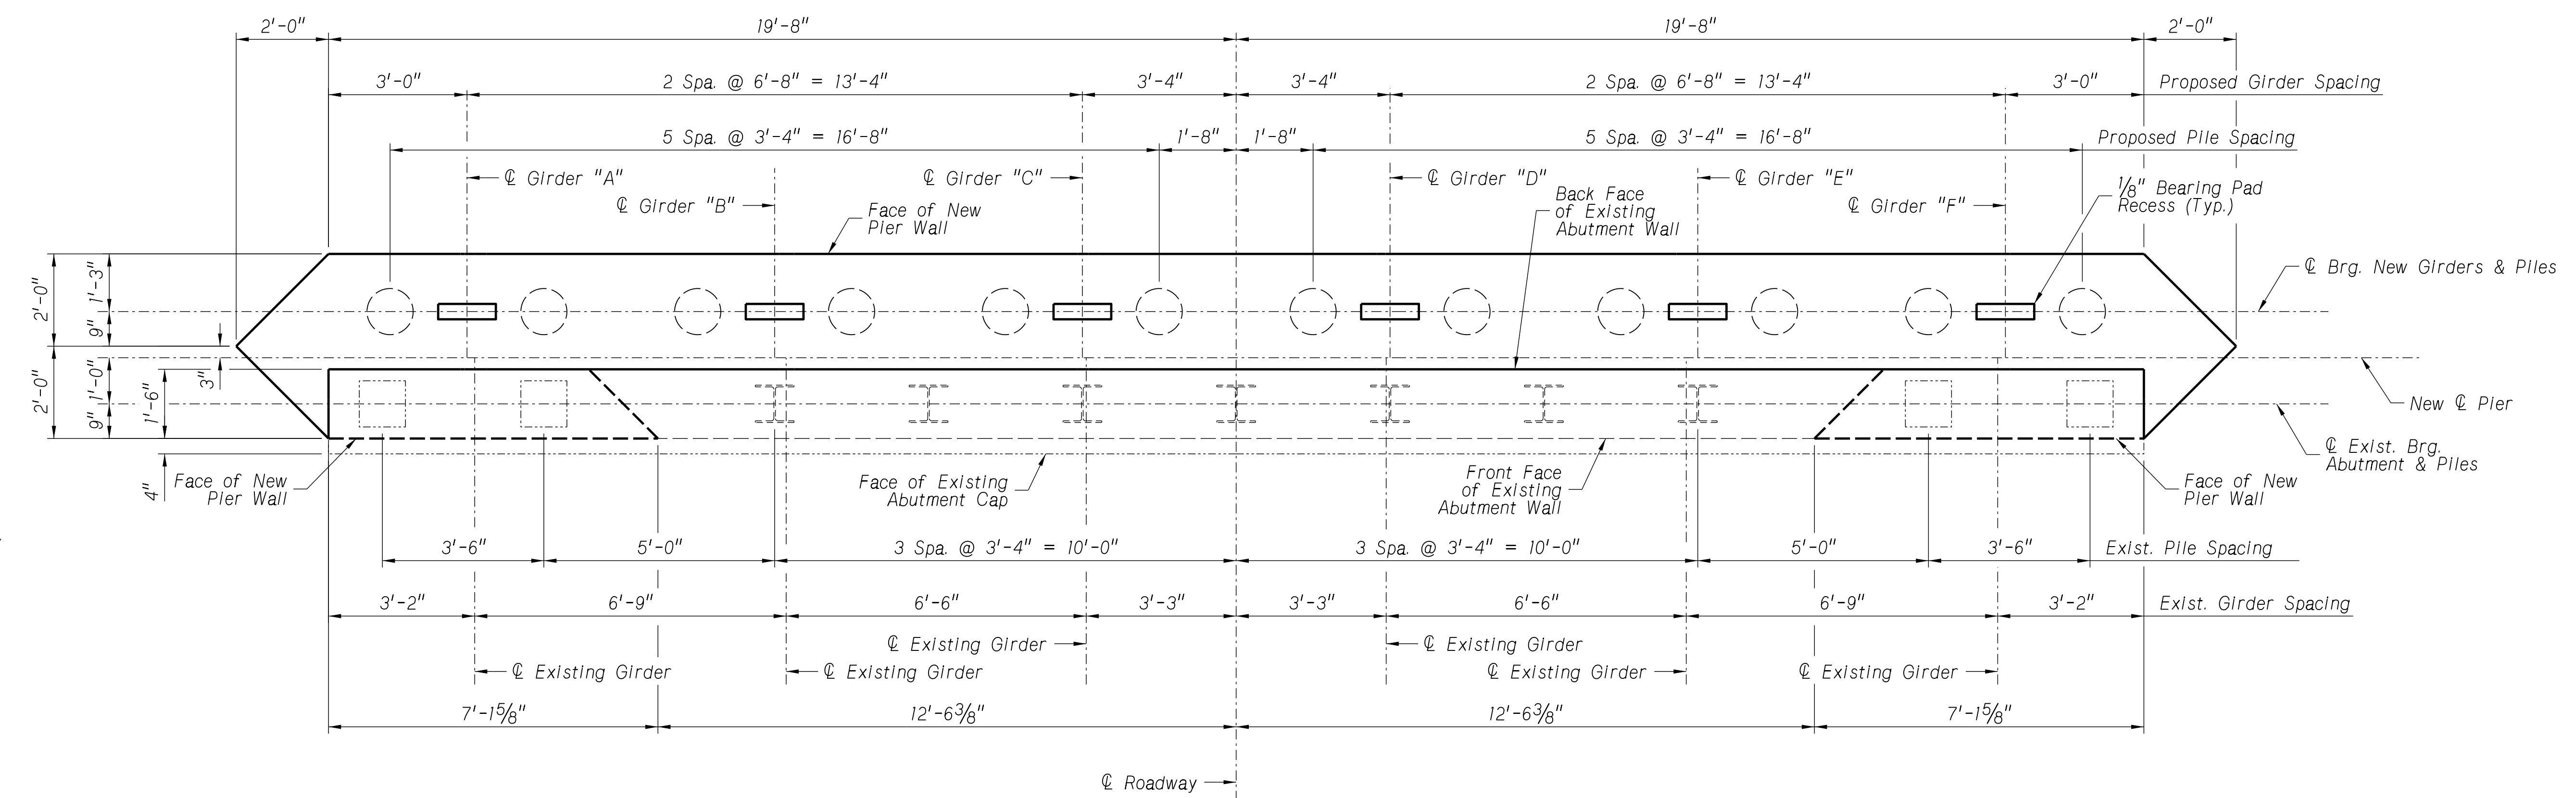 2'-0" 19'-8" 19'-8" 2'-0"
3'-0" 2 Spa. @ 6'-8" = 13'-4" 3'-4" 3'-4" 2 Spa. @ 6'-8" = 13'-4" 3'-0" Proposed Girder Spacing
5 Spa. @ 3'-4" = 16'-8" 1'-8" 1'-8" 5 Spa. @ 3'-4" = 16'-8" Proposed Pile Spacing
℄ Girder "A"
℄ Girder "B"
℄ Girder "C"
℄ Girder "D"
℄ Girder "E"
℄ Girder "F"
Face of New
Pier Wall
Back Face
of Existing
Abutment Wall
1/8" Bearing Pad
Recess (Typ.)
℄ Brg. New Girders & Piles
2'-0"
1'-3"
9"
3"
2'-0"
1'-0"
9"
1'-6"
4"
New ℄ Pier
℄ Exist. Brg.
Abutment & Piles
Face of New
Pier Wall
Face of Existing
Abutment Cap
Front Face
of Existing
Abutment Wall
Face of New
Pier Wall
3'-6" 5'-0" 3 Spa. @ 3'-4" = 10'-0" 3 Spa. @ 3'-4" = 10'-0" 5'-0" 3'-6" Exist. Pile Spacing
3'-2" 6'-9" 6'-6" 3'-3" 3'-3" 6'-6" 6'-9" 3'-2" Exist. Girder Spacing
℄ Existing Girder ℄ Existing Girder
℄ Existing Girder ℄ Existing Girder ℄ Existing Girder ℄ Existing Girder
7'-1 5/8" 12'-6 3/8" 12'-6 3/8" 7'-1 5/8"
℄ Roadway